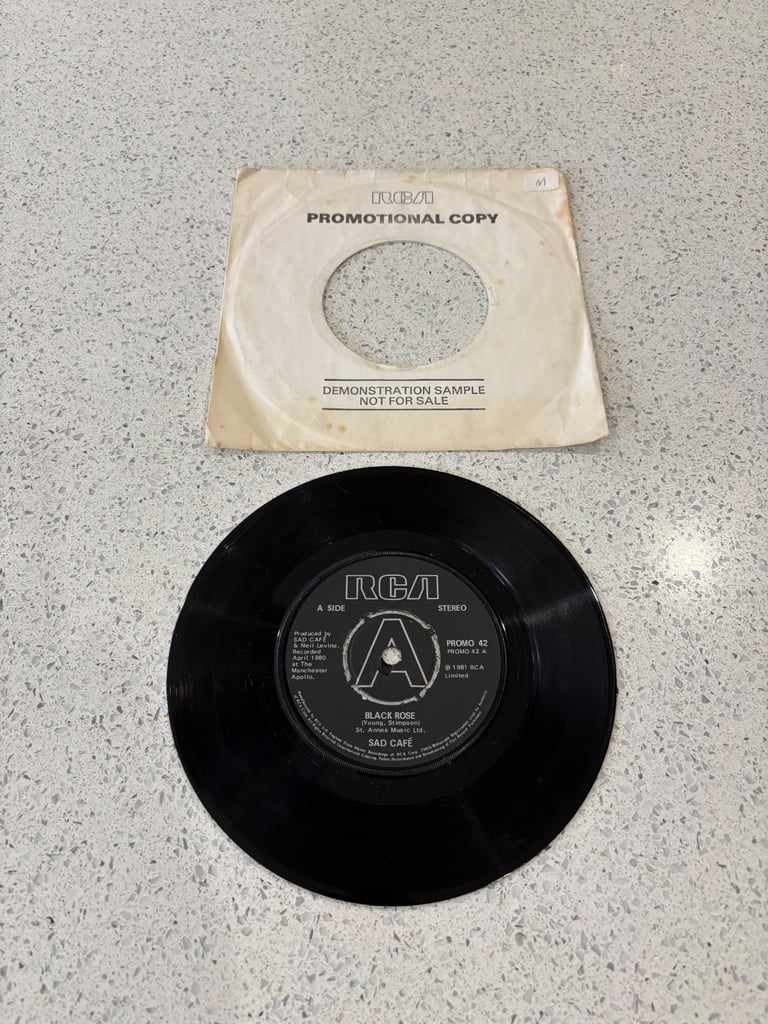 RCA
PROMOTIONAL COPY
M
DEMONSTRATION SAMPLE
NOT FOR SALE
RCA
A SIDE
STEREO
Produced by
SAD CAFÉ
& Neil Levine.
Recorded
April 1980
at The
Manchester
Apollo.
A
PROMO 42
PROMO 42 A
℗ 1981 RCA
Limited
BLACK ROSE
(Young, Stimpson)
St. Annes Music Ltd.
SAD CAFÉ